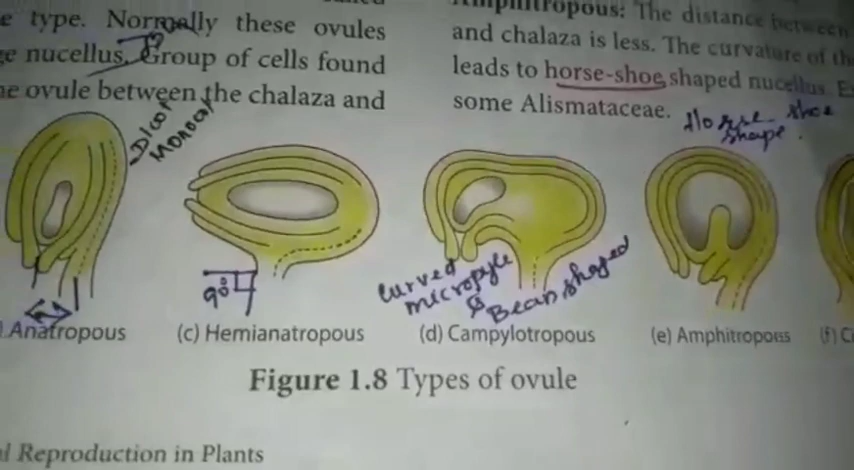 e type. Normally these ovules
ge nucellus. Group of cells found
ne ovule between the chalaza and
Amphitropous: The distance between
and chalaza is less. The curvature of the
leads to horse-shoe shaped nucellus. E
some Alismataceae.
Horse shoe
shape.
DICOT
MONOCOT
90°
curved
micropyle
&
Bean shaped
Anatropous
(c) Hemianatropous
(d) Campylotropous
(e) Amphitropous
(f) Ci
Figure 1.8 Types of ovule
l Reproduction in Plants